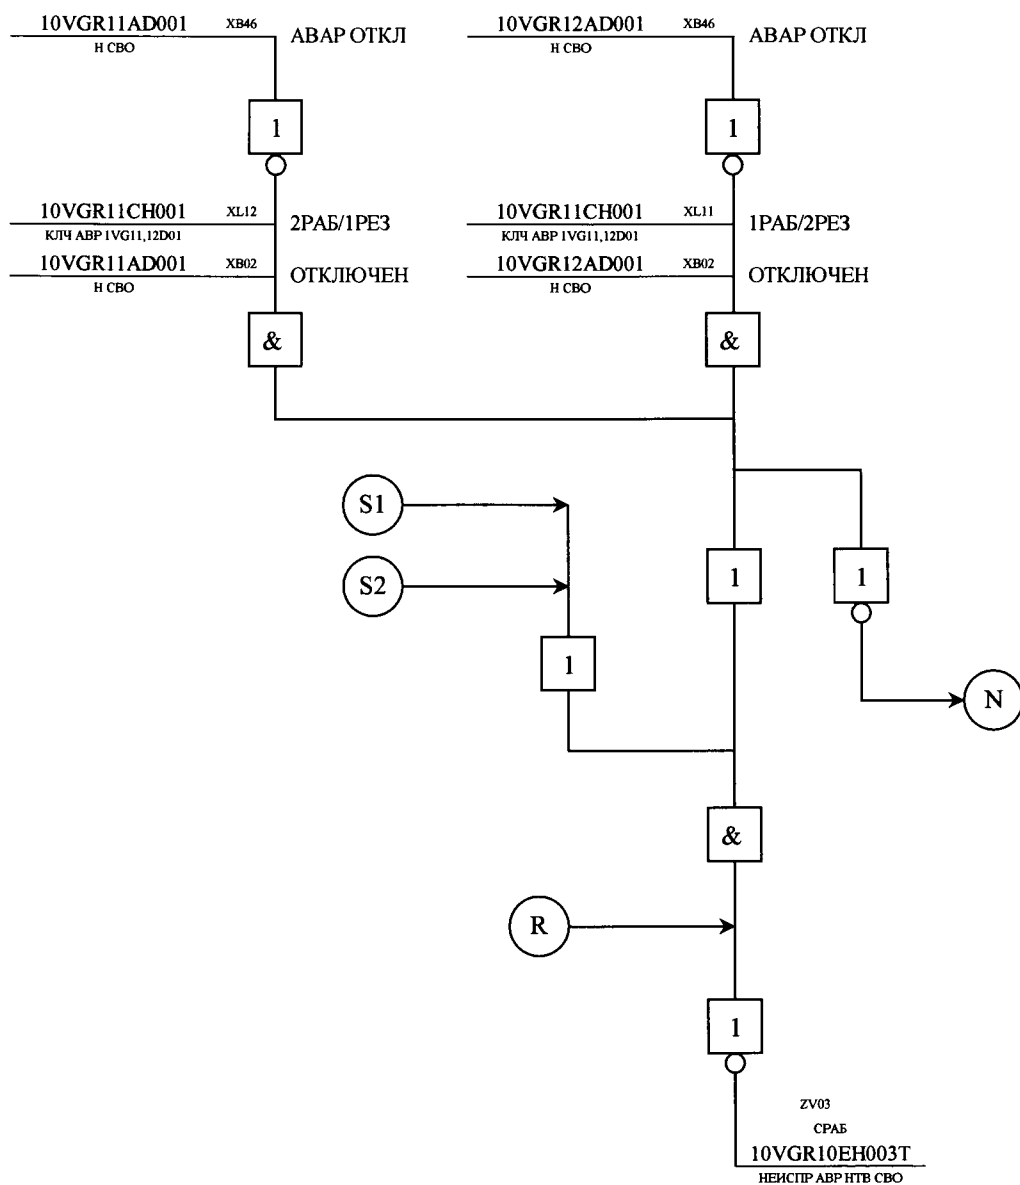 10VGR11AD001 XB46 АВАР ОТКЛ
Н СВО
10VGR12AD001 XB46 АВАР ОТКЛ
Н СВО
1
1
10VGR11CH001 XL12 2РАБ/1РЕЗ
КЛЧ АВР 1VG11,12D01
10VGR11CH001 XL11 1РАБ/2РЕЗ
КЛЧ АВР 1VG11,12D01
10VGR11AD001 XB02 ОТКЛЮЧЕН
Н СВО
10VGR12AD001 XB02 ОТКЛЮЧЕН
Н СВО
&
&
S1
S2
1
1
1
N
&
R
1
ZV03
СРАБ
10VGR10EH003T
НЕИСПР АВР НТВ СВО